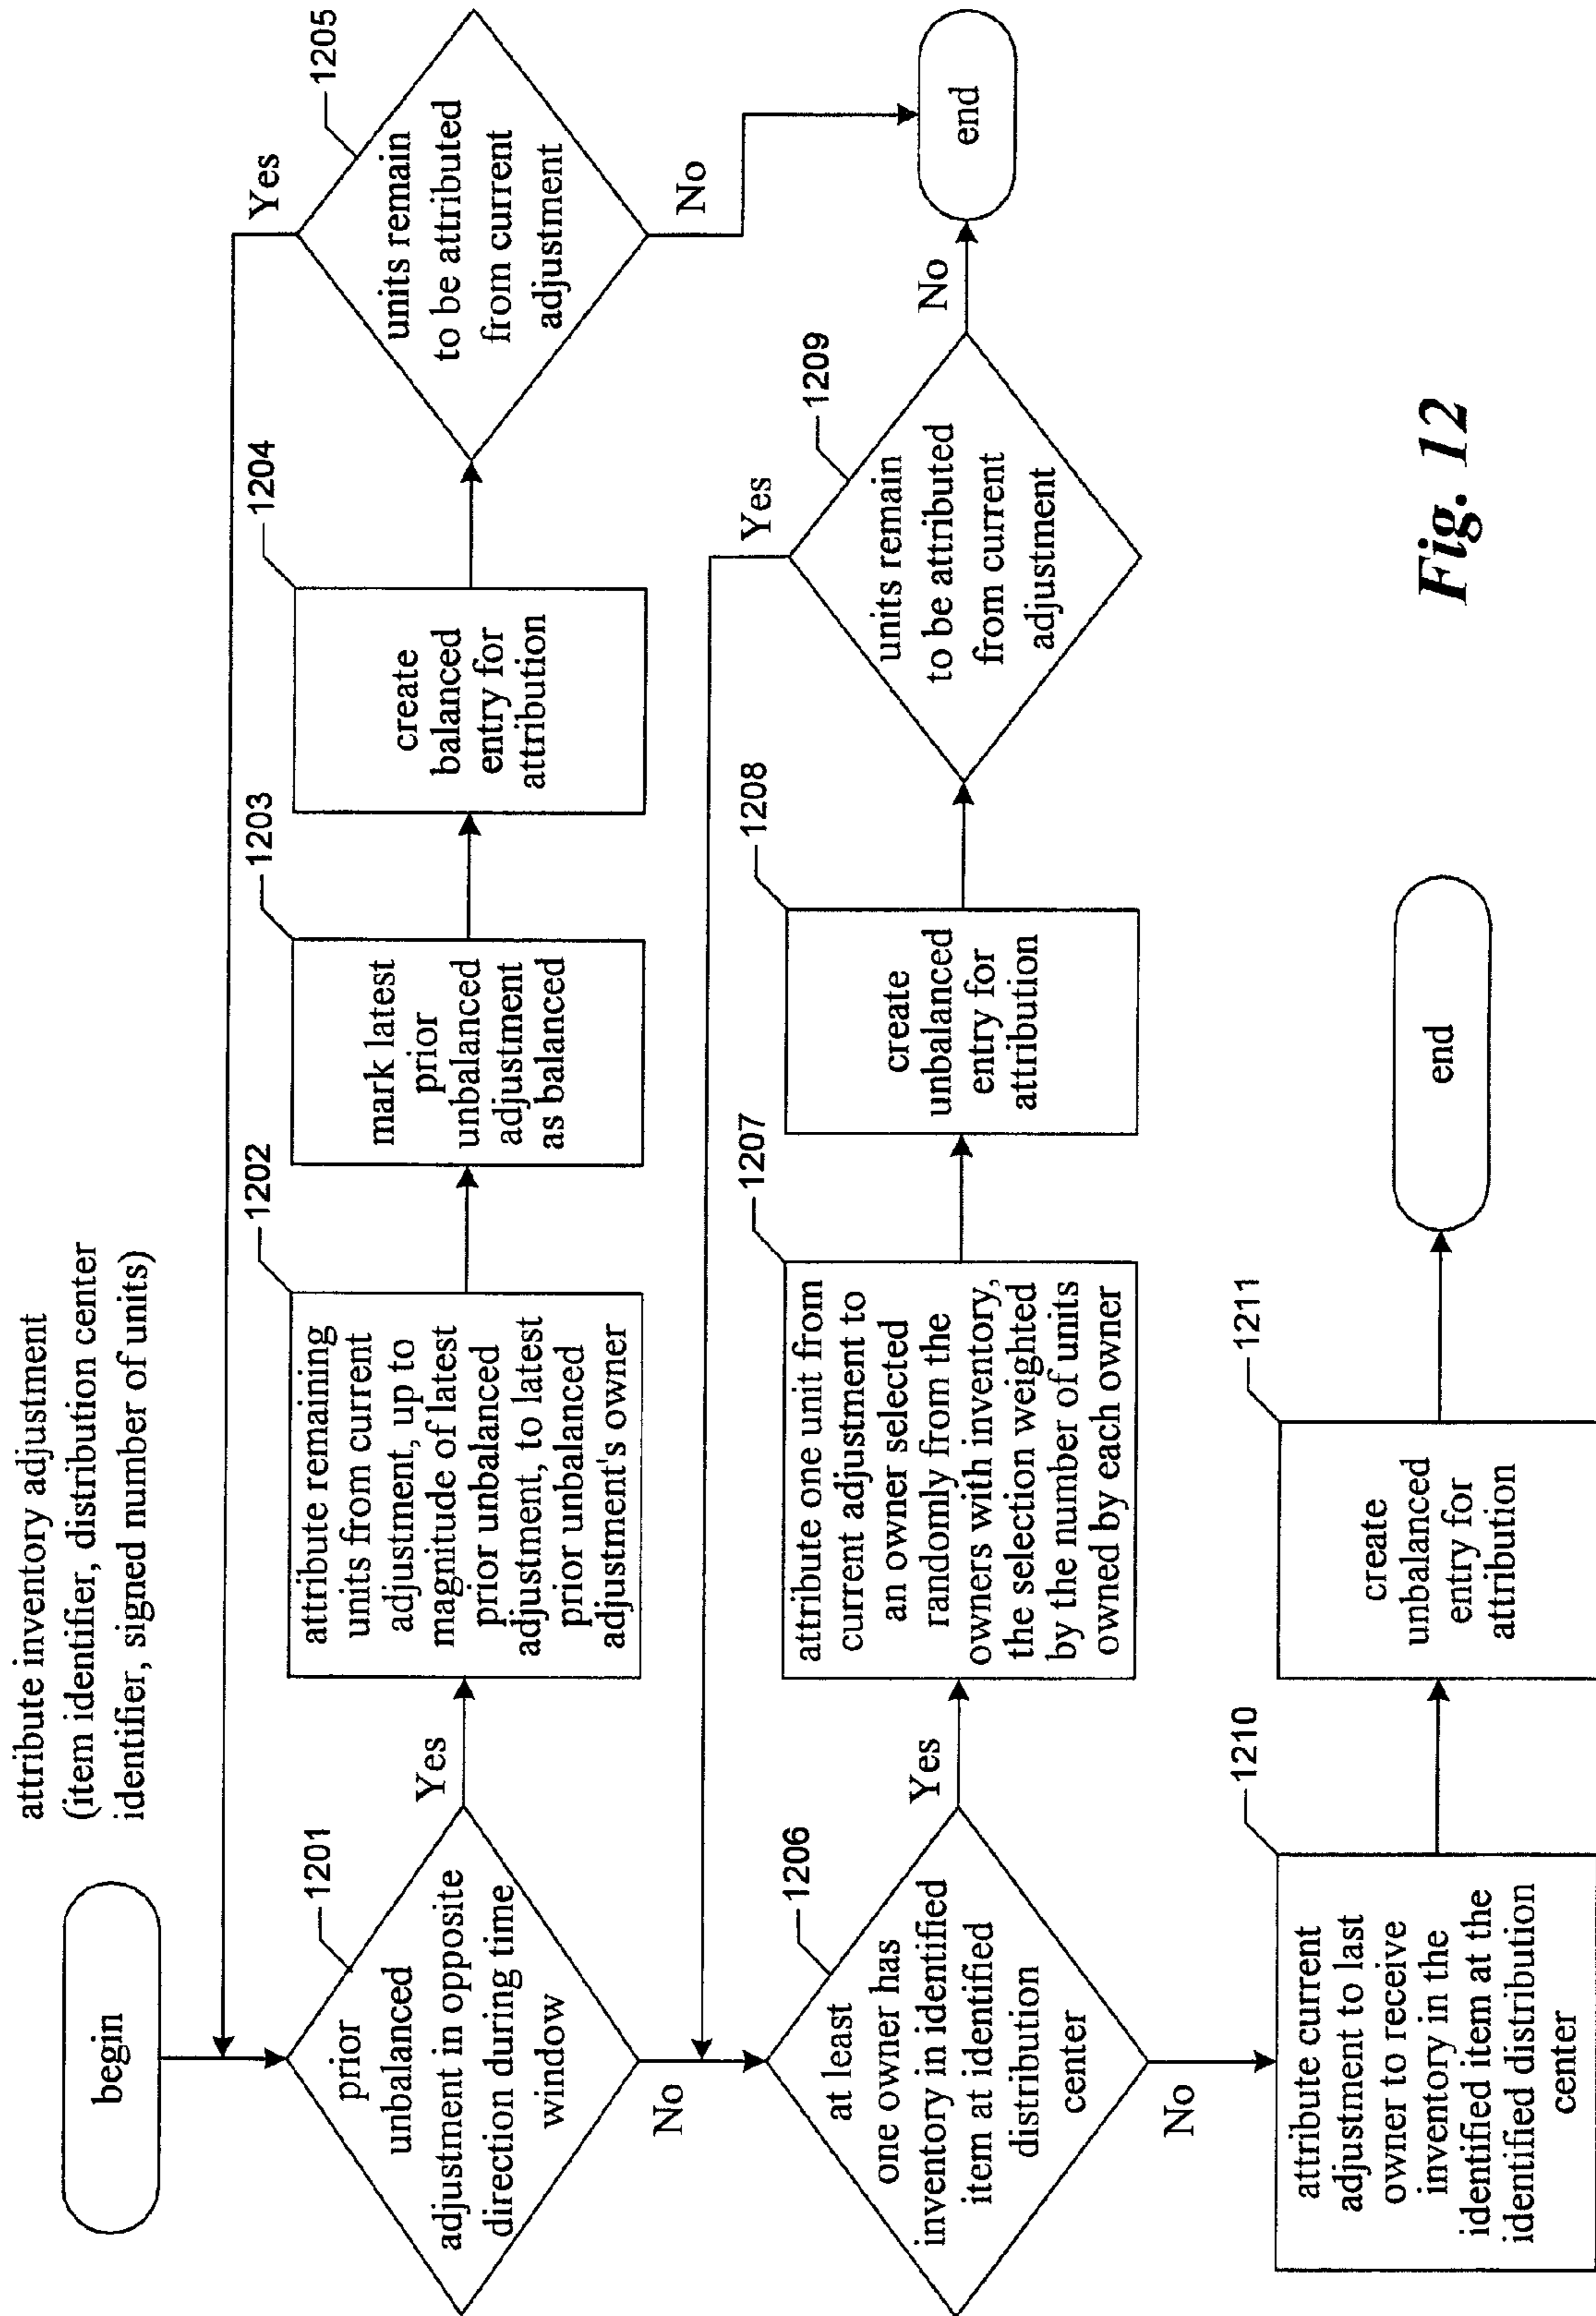 attribute inventory adjustment
(item identifier, distribution center
identifier, signed number of units)
begin
1201
prior
unbalanced
adjustment in opposite
direction during time
window
Yes
No
1202
attribute remaining
units from current
adjustment, up to
magnitude of latest
prior unbalanced
adjustment, to latest
prior unbalanced
adjustment's owner
1203
mark latest
prior
unbalanced
adjustment
as balanced
1204
create
balanced
entry for
attribution
1205
units remain
to be attributed
from current
adjustment
Yes
No
1206
at least
one owner has
inventory in identified
item at identified
distribution
center
Yes
No
1207
attribute one unit from
current adjustment to
an owner selected
randomly from the
owners with inventory,
the selection weighted
by the number of units
owned by each owner
1208
create
unbalanced
entry for
attribution
1209
units remain
to be attributed
from current
adjustment
Yes
No
end
1210
attribute current
adjustment to last
owner to receive
inventory in the
identified item at the
identified distribution
center
1211
create
unbalanced
entry for
attribution
end
Fig. 12